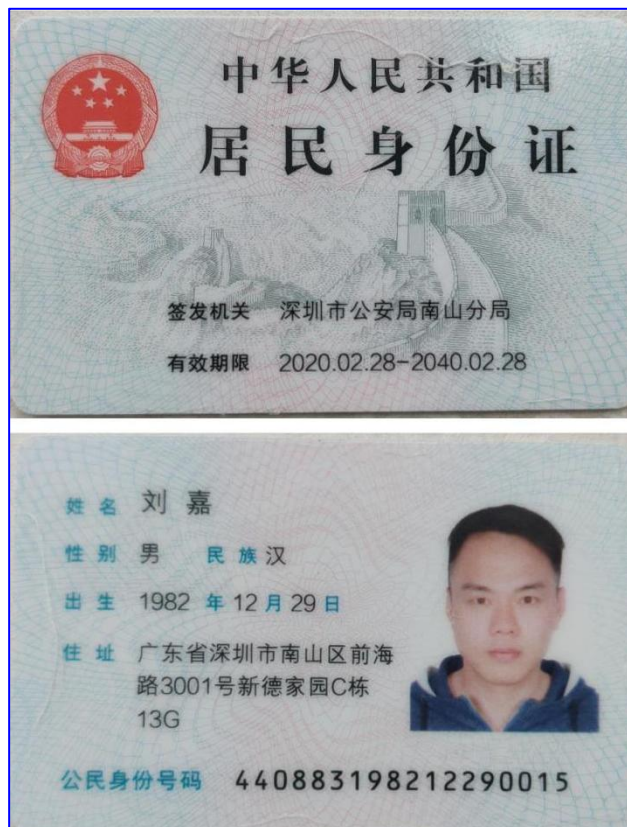 中华人民共和国
居民身份证
签发机关 深圳市公安局南山分局
有效期限 2020.02.28-2040.02.28
姓名 刘嘉
性别 男 民族 汉
出生 1982 年 12 月 29 日
住址 广东省深圳市南山区前海
路3001号新德家园C栋
13G
公民身份号码 440883198212290015